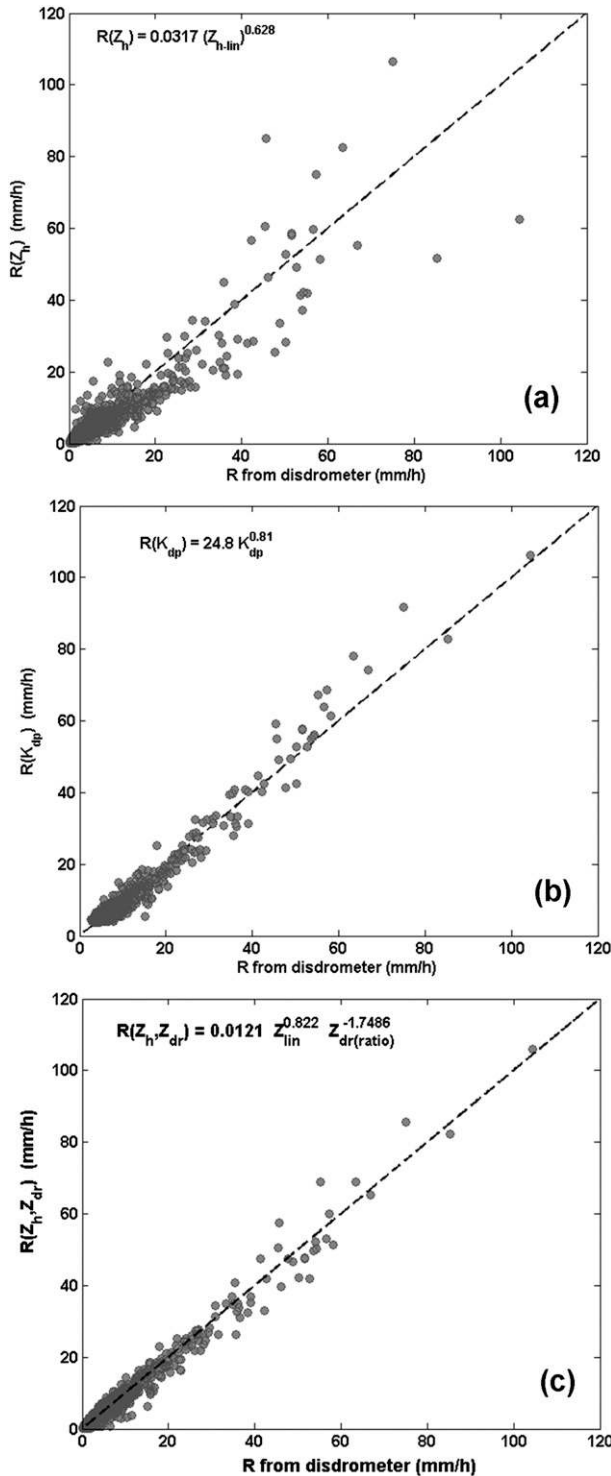 R(Z_h) = 0.0317 (Z_h-lin)^0.628
120
100
80
60
40
20
0
R(Z_h) (mm/h)
(a)
0 20 40 60 80 100 120
R from disdrometer (mm/h)
R(K_dp) = 24.8 K_dp^0.81
120
100
80
60
40
20
0
R(K_dp) (mm/h)
(b)
0 20 40 60 80 100 120
R from disdrometer (mm/h)
R(Z_h,Z_dr) = 0.0121 Z_lin^0.822 Z_dr(ratio)^-1.7486
120
100
80
60
40
20
0
R(Z_h,Z_dr) (mm/h)
(c)
0 20 40 60 80 100 120
R from disdrometer (mm/h)